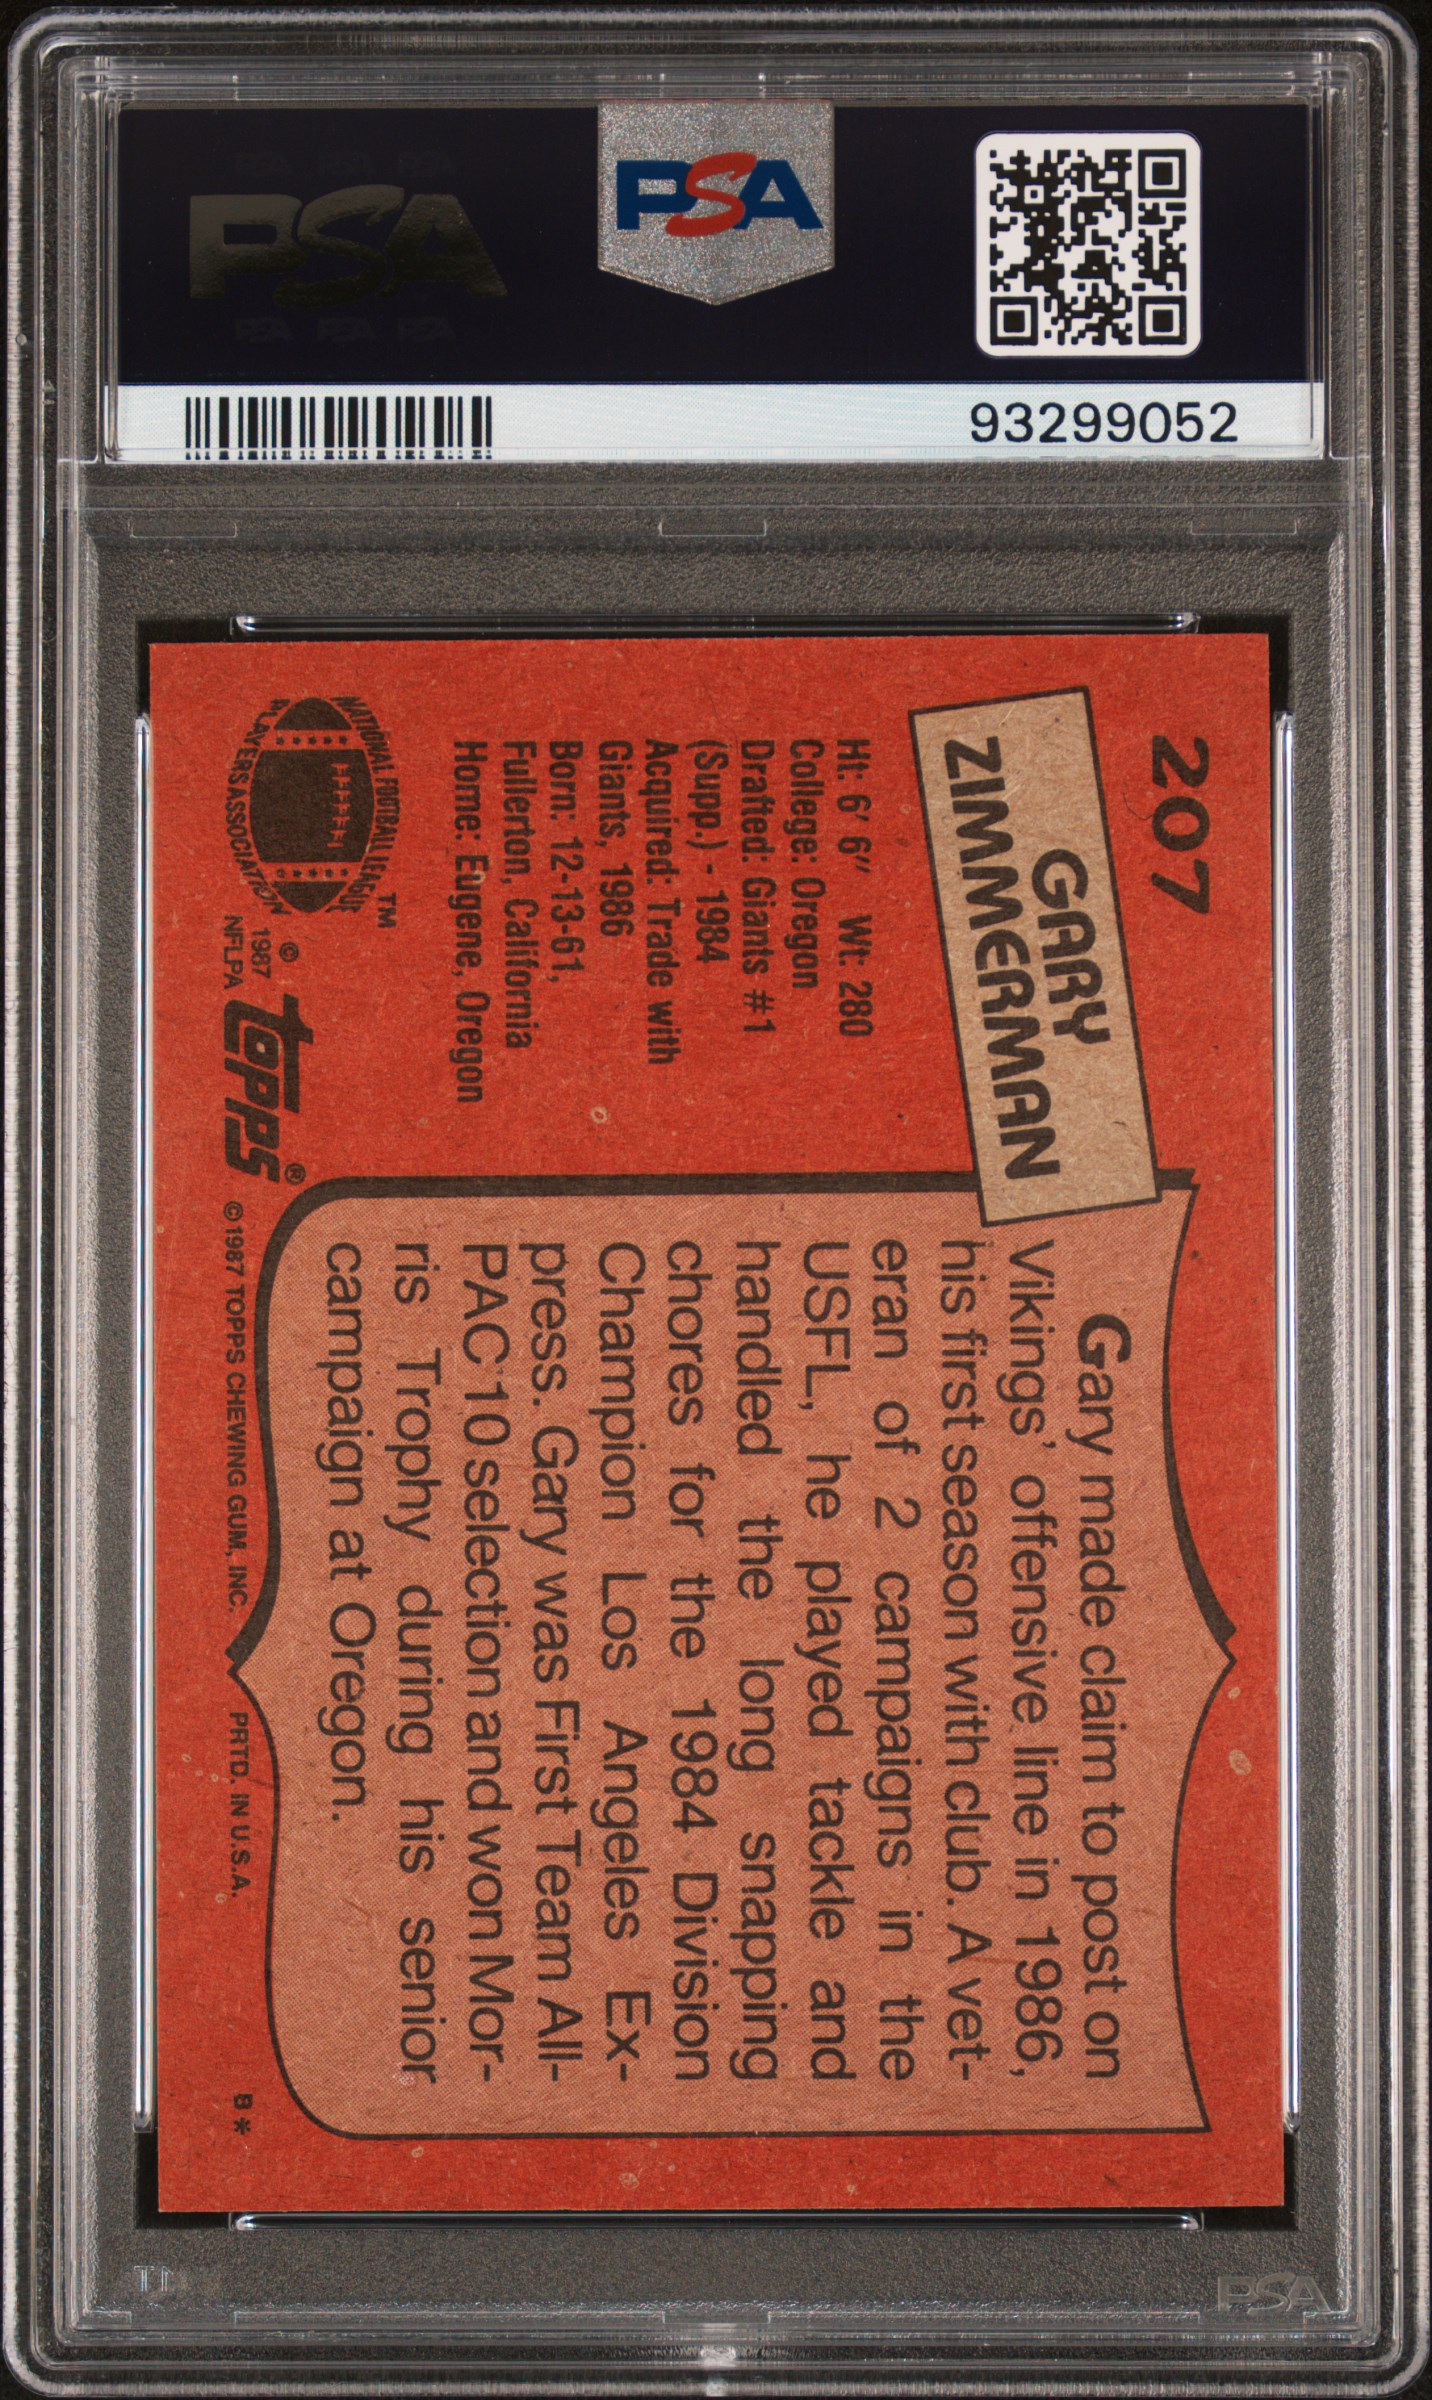 PSA
PSA
93299052
207
GARY
ZIMMERMAN
Ht: 6' 6" Wt: 280
College: Oregon
Drafted: Giants #1
(Supp.) - 1984
Acquired: Trade with
Giants, 1986
Born: 12-13-61,
Fullerton, California
Home: Eugene, Oregon
NATIONAL FOOTBALL LEAGUE
PLAYERS ASSOCIATION
TM
©
1987
NFLPA
Topps®
Gary made claim to post on
Vikings' offensive line in 1986,
his first season with club. A vet-
eran of 2 campaigns in the
USFL, he played tackle and
handled the long snapping
chores for the 1984 Division
Champion Los Angeles Ex-
press. Gary was First Team All-
PAC 10 selection and won Mor-
ris Trophy during his senior
campaign at Oregon.
© 1987 TOPPS CHEWING GUM, INC. PRTD. IN U.S.A. B*
PSA